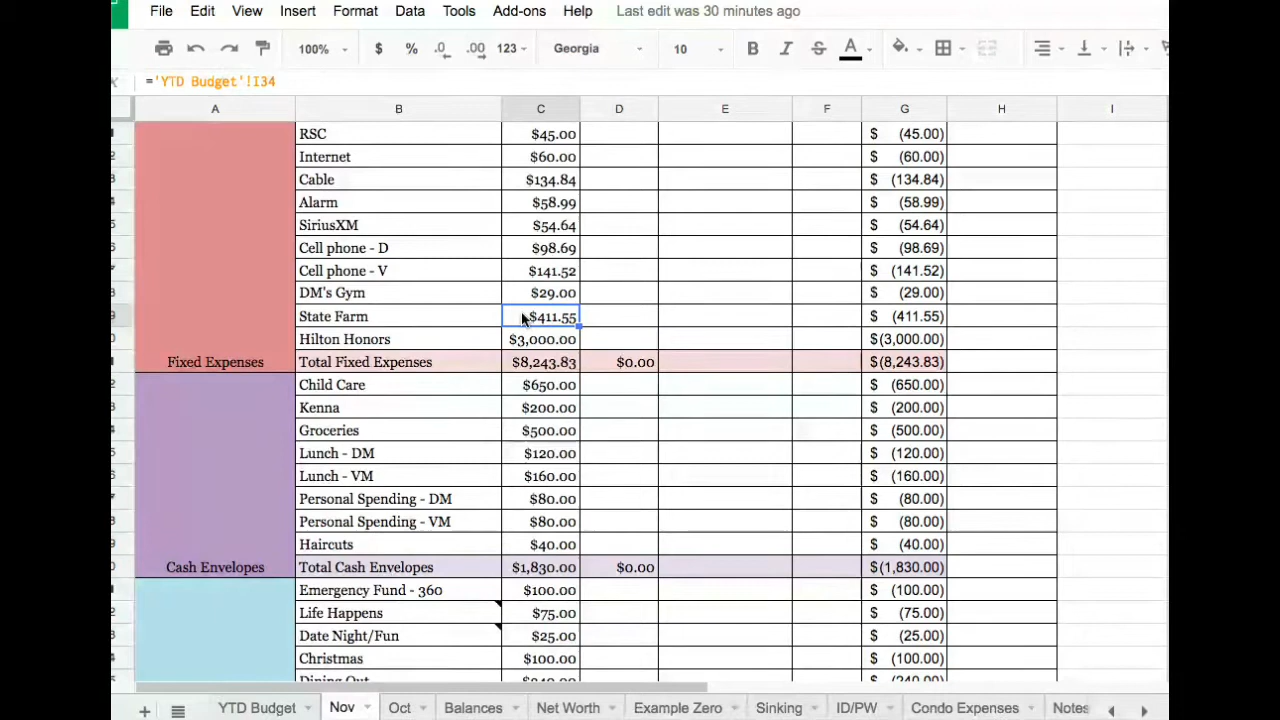 File Edit View Insert Format Data Tools Add-ons Help Last edit was 30 minutes ago
100% $ % .0 .00 123 Georgia 10 B I S A
='YTD Budget'!I34
A B C D E F G H I
RSC $45.00 $ (45.00)
Internet $60.00 $ (60.00)
Cable $134.84 $ (134.84)
Alarm $58.99 $ (58.99)
SiriusXM $54.64 $ (54.64)
Cell phone - D $98.69 $ (98.69)
Cell phone - V $141.52 $ (141.52)
DM's Gym $29.00 $ (29.00)
State Farm $411.55 $ (411.55)
Hilton Honors $3,000.00 $(3,000.00)
Fixed Expenses Total Fixed Expenses $8,243.83 $0.00 $(8,243.83)
Child Care $650.00 $ (650.00)
Kenna $200.00 $ (200.00)
Groceries $500.00 $ (500.00)
Lunch - DM $120.00 $ (120.00)
Lunch - VM $160.00 $ (160.00)
Personal Spending - DM $80.00 $ (80.00)
Personal Spending - VM $80.00 $ (80.00)
Haircuts $40.00 $ (40.00)
Cash Envelopes Total Cash Envelopes $1,830.00 $0.00 $(1,830.00)
Emergency Fund - 360 $100.00 $ (100.00)
Life Happens $75.00 $ (75.00)
Date Night/Fun $25.00 $ (25.00)
Christmas $100.00 $ (100.00)
Dining Out $240.00 $ (240.00)
YTD Budget Nov Oct Balances Net Worth Example Zero Sinking ID/PW Condo Expenses Notes